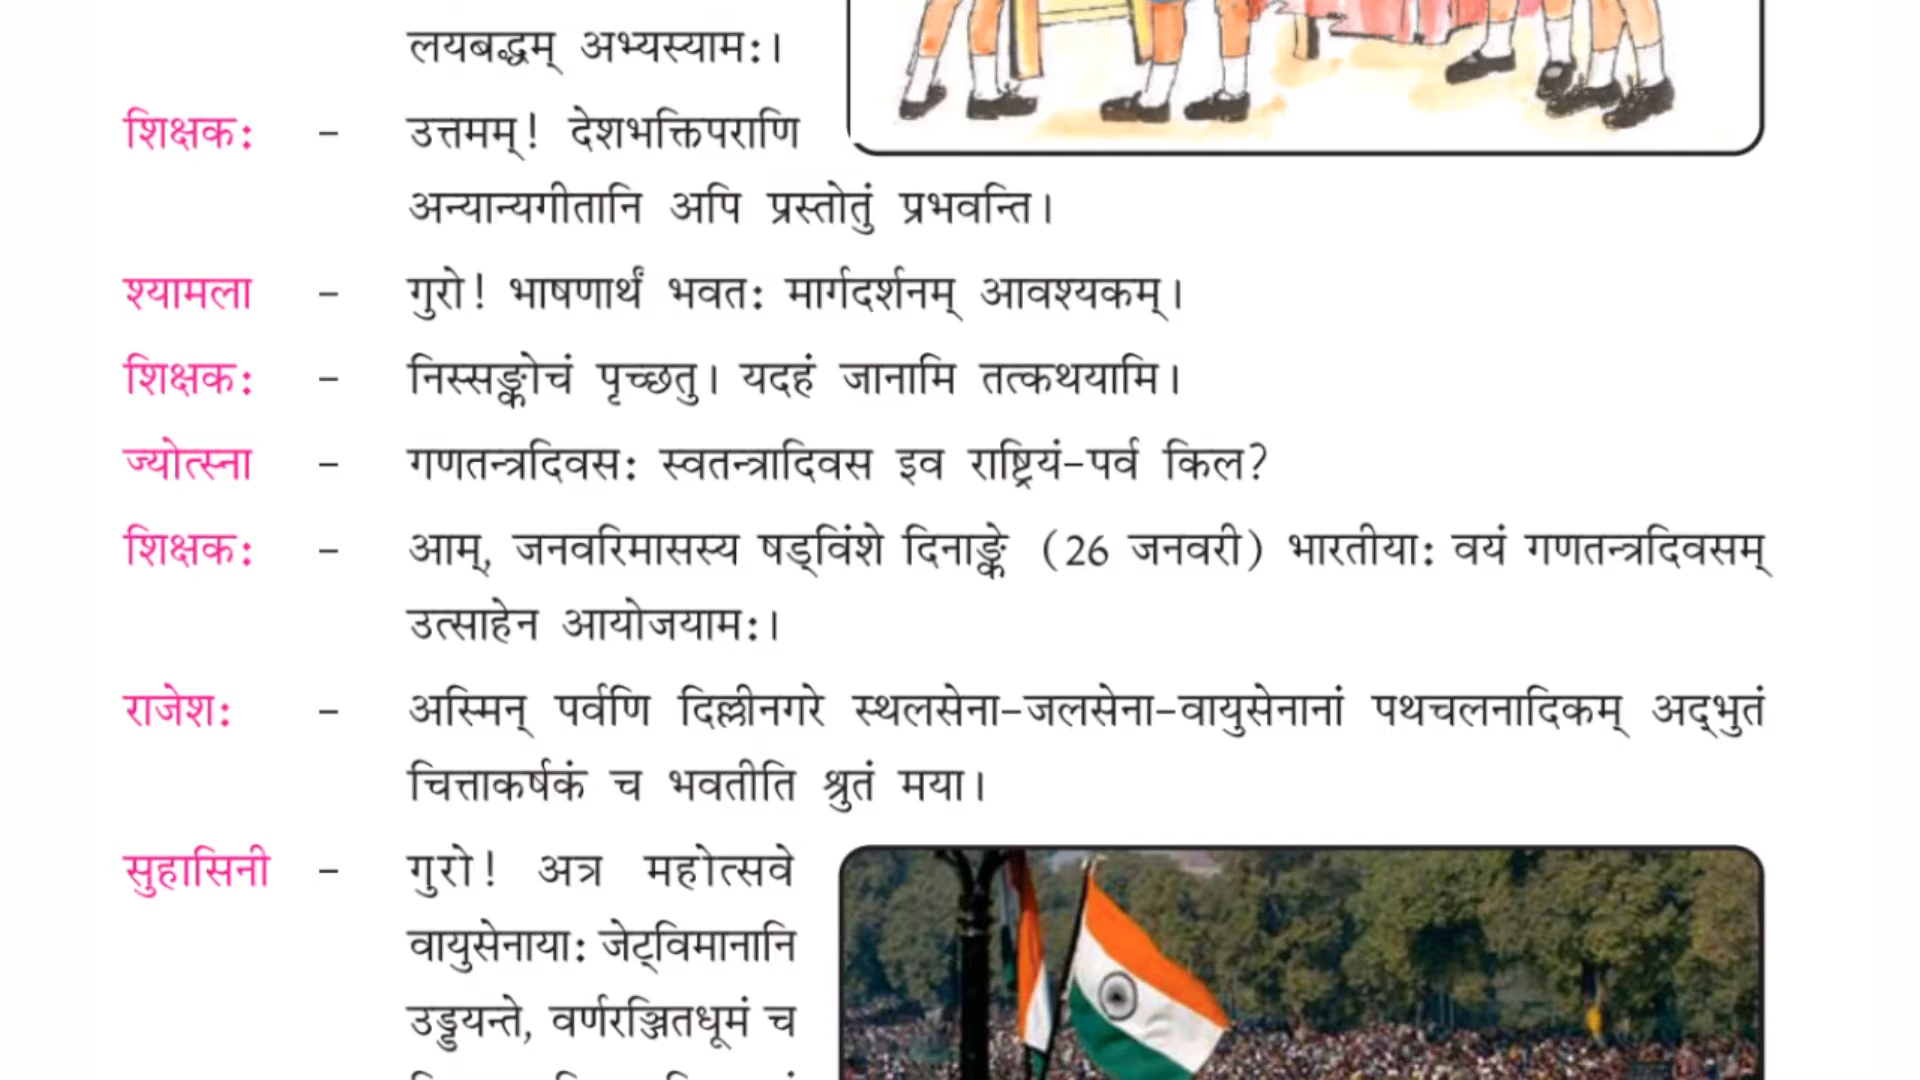 लयबद्धम् अभ्यस्यामः।
शिक्षकः – उत्तमम्! देशभक्तिपराणि
अन्यान्यगीतानि अपि प्रस्तोतुं प्रभवन्ति।
श्यामला – गुरो! भाषणार्थं भवतः मार्गदर्शनम् आवश्यकम्।
शिक्षकः – निस्सङ्कोचं पृच्छतु। यदहं जानामि तत्कथयामि।
ज्योत्स्ना – गणतन्त्रदिवसः स्वतन्त्रादिवस इव राष्ट्रियं-पर्व किल?
शिक्षकः – आम्, जनवरिमासस्य षड्विंशे दिनाङ्के (26 जनवरी) भारतीयाः वयं गणतन्त्रदिवसम्
उत्साहेन आयोजयामः।
राजेशः – अस्मिन् पर्वणि दिल्लीनगरे स्थलसेना-जलसेना-वायुसेनानां पथचलनादिकम् अद्भुतं
चित्ताकर्षकं च भवतीति श्रुतं मया।
सुहासिनी – गुरो! अत्र महोत्सवे
वायुसेनायाः जेट्विमानानि
उड्डयन्ते, वर्णरञ्जितधूमं च